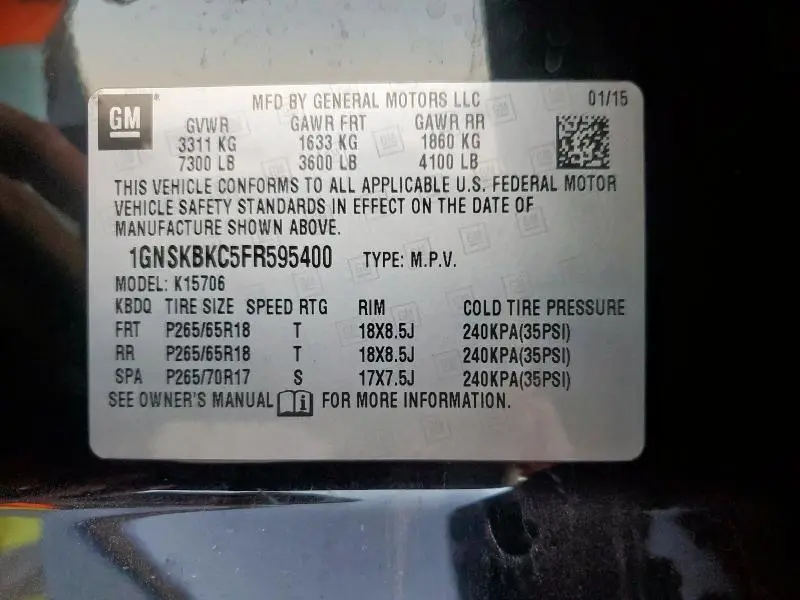 GM
MFD BY GENERAL MOTORS LLC 01/15
GVWR GAWR FRT GAWR RR
3311 KG 1633 KG 1860 KG
7300 LB 3600 LB 4100 LB
THIS VEHICLE CONFORMS TO ALL APPLICABLE U.S. FEDERAL MOTOR
VEHICLE SAFETY STANDARDS IN EFFECT ON THE DATE OF
MANUFACTURE SHOWN ABOVE.
1GNSKBKC5FR595400 TYPE: M.P.V.
MODEL: K15706
KBDQ TIRE SIZE SPEED RTG RIM COLD TIRE PRESSURE
FRT P265/65R18 T 18X8.5J 240KPA(35PSI)
RR P265/65R18 T 18X8.5J 240KPA(35PSI)
SPA P265/70R17 S 17X7.5J 240KPA(35PSI)
SEE OWNER'S MANUAL i FOR MORE INFORMATION.